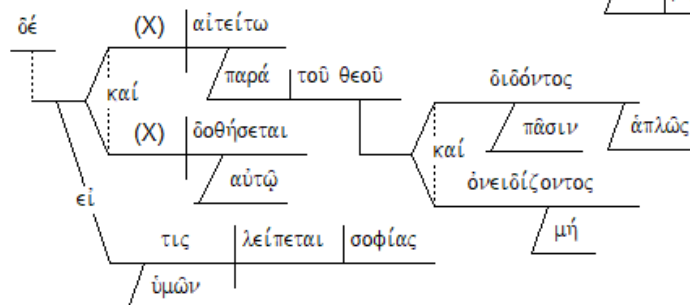 δέ
(X) αἰτείτω
παρά τοῦ θεοῦ
διδόντος
καί
πᾶσιν ἁπλῶς
καί
(X) δοθήσεται
αὐτῷ
ὀνειδίζοντος
μή
εἰ
τις λείπεται σοφίας
ὑμῶν